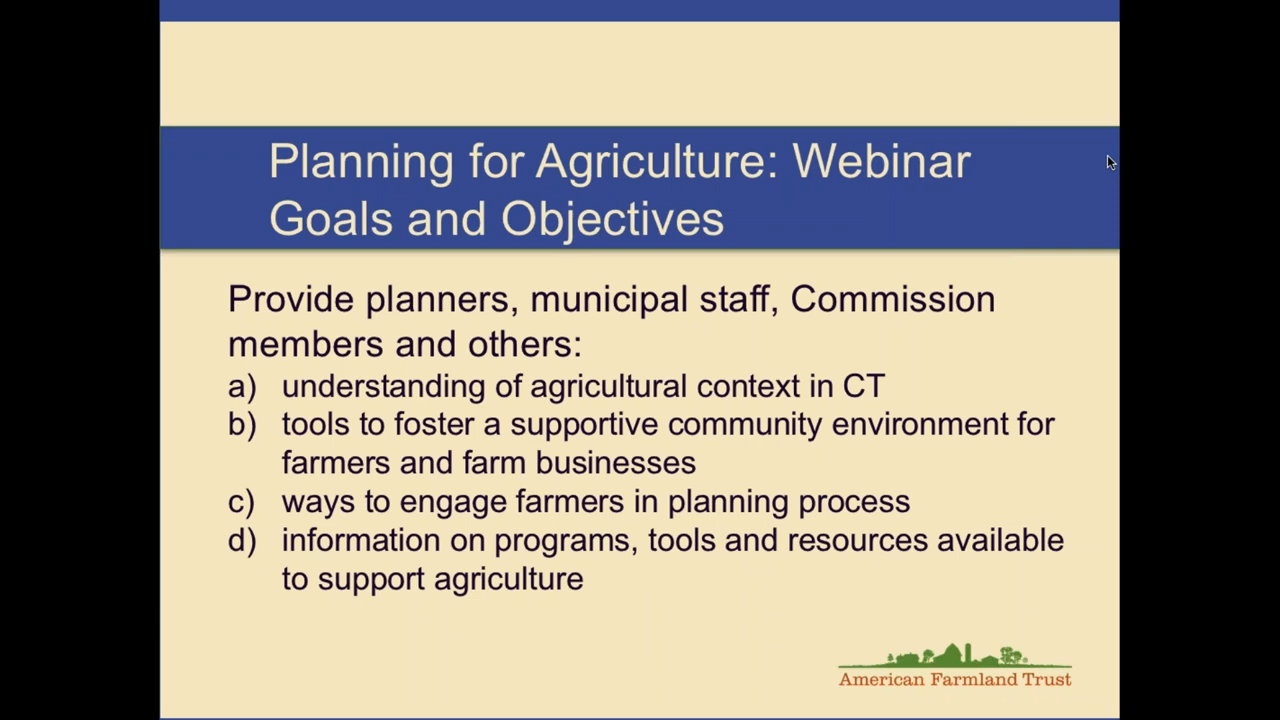 Planning for Agriculture: Webinar
Goals and Objectives
Provide planners, municipal staff, Commission
members and others:
a) understanding of agricultural context in CT
b) tools to foster a supportive community environment for
farmers and farm businesses
c) ways to engage farmers in planning process
d) information on programs, tools and resources available
to support agriculture
American Farmland Trust